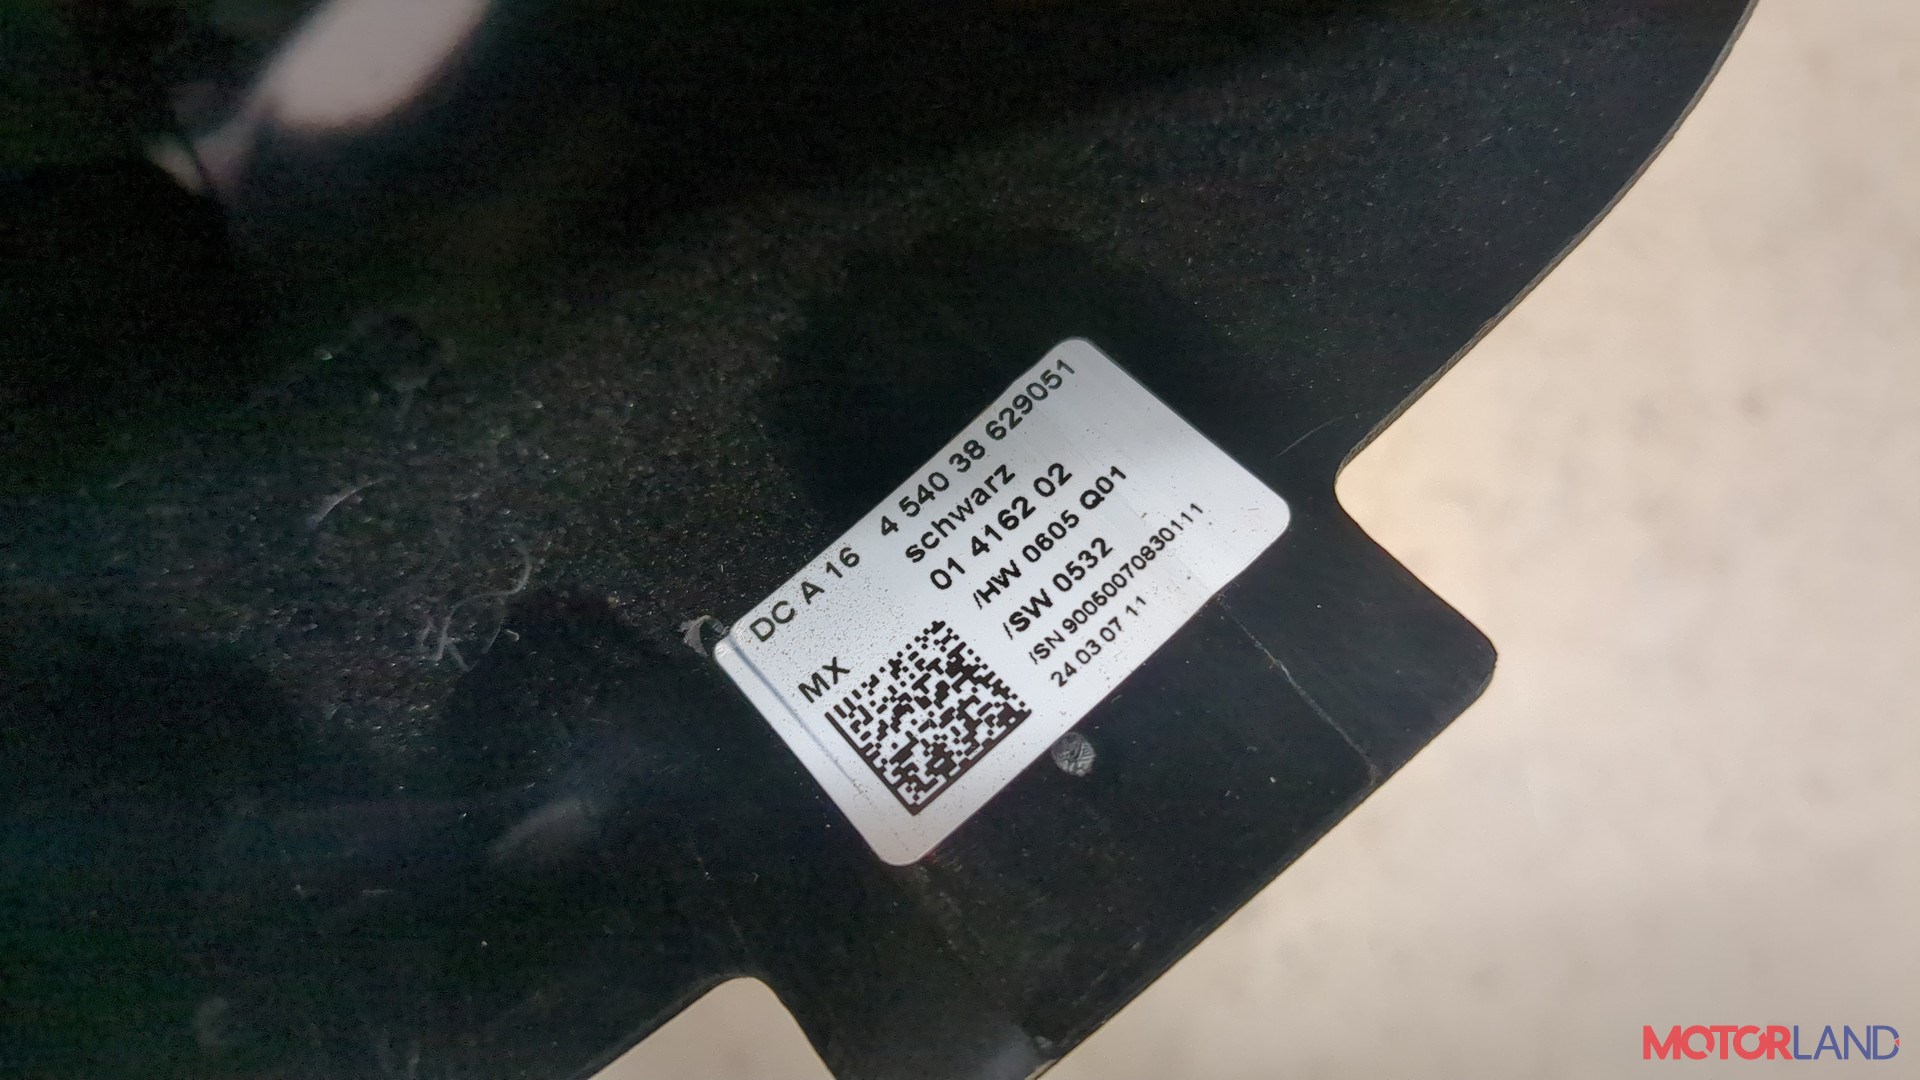 DC A 16 4 540 38 629051
schwarz
01 4162 02
/HW 0605 Q01
/SW 0532
/SN 90050070830111
24.03 07 11
MX
MOTORLAND